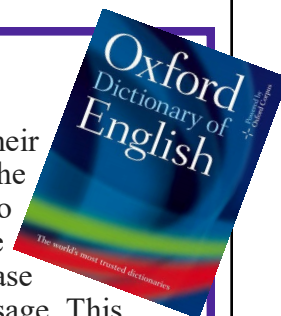 heir
he
o
e
ase
sage. This
Oxford
Dictionary of
English
Powered by
Oxford Corpus
The world's most trusted dictionaries